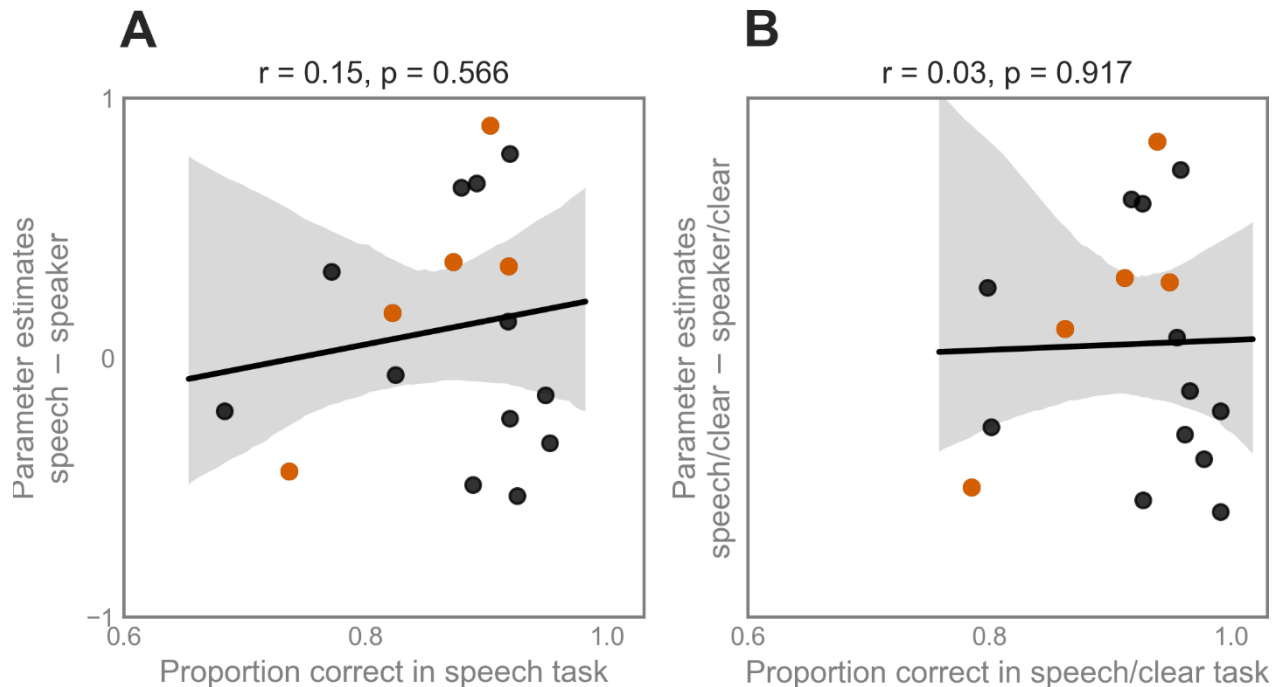 A
r = 0.15, p = 0.566
1
0
−1
Parameter estimates
speech − speaker
0.6
0.8
1.0
Proportion correct in speech task
B
r = 0.03, p = 0.917
Parameter estimates
speech/clear − speaker/clear
0.6
0.8
1.0
Proportion correct in speech/clear task